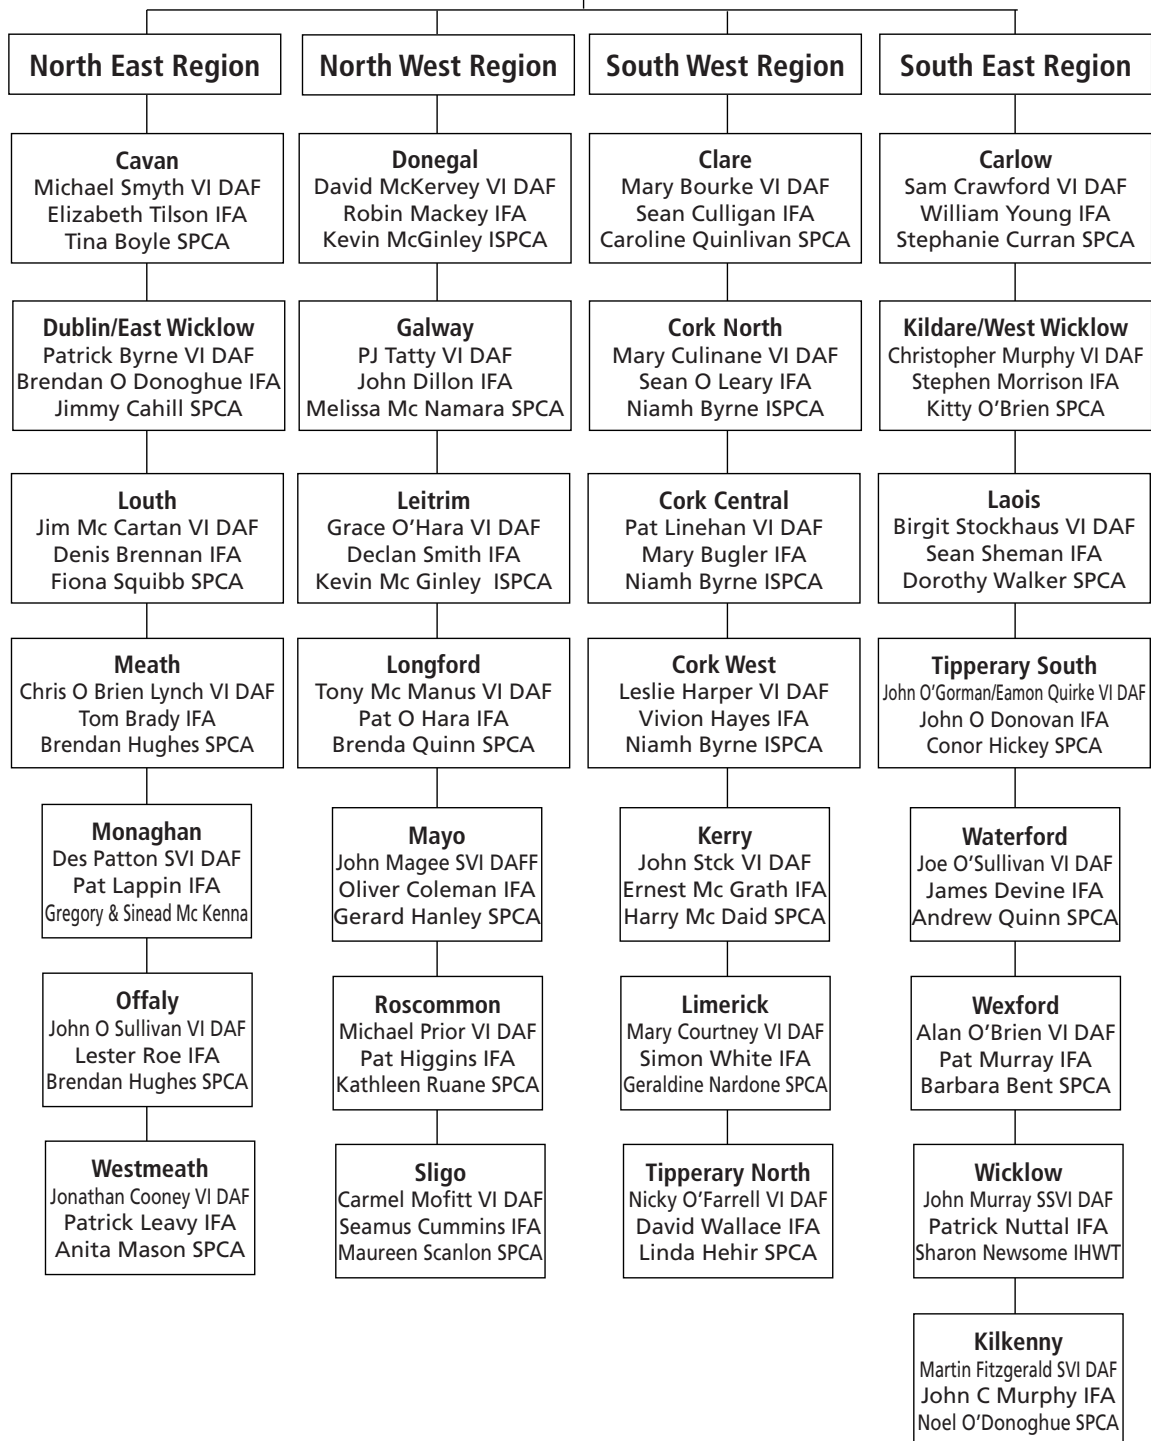 North East Region
Cavan
Michael Smyth VI DAF
Elizabeth Tilson IFA
Tina Boyle SPCA
Dublin/East Wicklow
Patrick Byrne VI DAF
Brendan O Donoghue IFA
Jimmy Cahill SPCA
Louth
Jim Mc Cartan VI DAF
Denis Brennan IFA
Fiona Squibb SPCA
Meath
Chris O Brien Lynch VI DAF
Tom Brady IFA
Brendan Hughes SPCA
Monaghan
Des Patton SVI DAF
Pat Lappin IFA
Gregory & Sinead Mc Kenna
Offaly
John O Sullivan VI DAF
Lester Roe IFA
Brendan Hughes SPCA
Westmeath
Jonathan Cooney VI DAF
Patrick Leavy IFA
Anita Mason SPCA
North West Region
Donegal
David McKervey VI DAF
Robin Mackey IFA
Kevin McGinley ISPCA
Galway
PJ Tatty VI DAF
John Dillon IFA
Melissa Mc Namara SPCA
Leitrim
Grace O'Hara VI DAF
Declan Smith IFA
Kevin Mc Ginley ISPCA
Longford
Tony Mc Manus VI DAF
Pat O Hara IFA
Brenda Quinn SPCA
Mayo
John Magee SVI DAFF
Oliver Coleman IFA
Gerard Hanley SPCA
Roscommon
Michael Prior VI DAF
Pat Higgins IFA
Kathleen Ruane SPCA
Sligo
Carmel Mofitt VI DAF
Seamus Cummins IFA
Maureen Scanlon SPCA
South West Region
Clare
Mary Bourke VI DAF
Sean Culligan IFA
Caroline Quinlivan SPCA
Cork North
Mary Culinane VI DAF
Sean O Leary IFA
Niamh Byrne ISPCA
Cork Central
Pat Linehan VI DAF
Mary Bugler IFA
Niamh Byrne ISPCA
Cork West
Leslie Harper VI DAF
Vivion Hayes IFA
Niamh Byrne ISPCA
Kerry
John Stck VI DAF
Ernest Mc Grath IFA
Harry Mc Daid SPCA
Limerick
Mary Courtney VI DAF
Simon White IFA
Geraldine Nardone SPCA
Tipperary North
Nicky O'Farrell VI DAF
David Wallace IFA
Linda Hehir SPCA
South East Region
Carlow
Sam Crawford VI DAF
William Young IFA
Stephanie Curran SPCA
Kildare/West Wicklow
Christopher Murphy VI DAF
Stephen Morrison IFA
Kitty O'Brien SPCA
Laois
Birgit Stockhaus VI DAF
Sean Sheman IFA
Dorothy Walker SPCA
Tipperary South
John O'Gorman/Eamon Quirke VI DAF
John O Donovan IFA
Conor Hickey SPCA
Waterford
Joe O'Sullivan VI DAF
James Devine IFA
Andrew Quinn SPCA
Wexford
Alan O'Brien VI DAF
Pat Murray IFA
Barbara Bent SPCA
Wicklow
John Murray SSVI DAF
Patrick Nuttal IFA
Sharon Newsome IHWT
Kilkenny
Martin Fitzgerald SVI DAF
John C Murphy IFA
Noel O'Donoghue SPCA